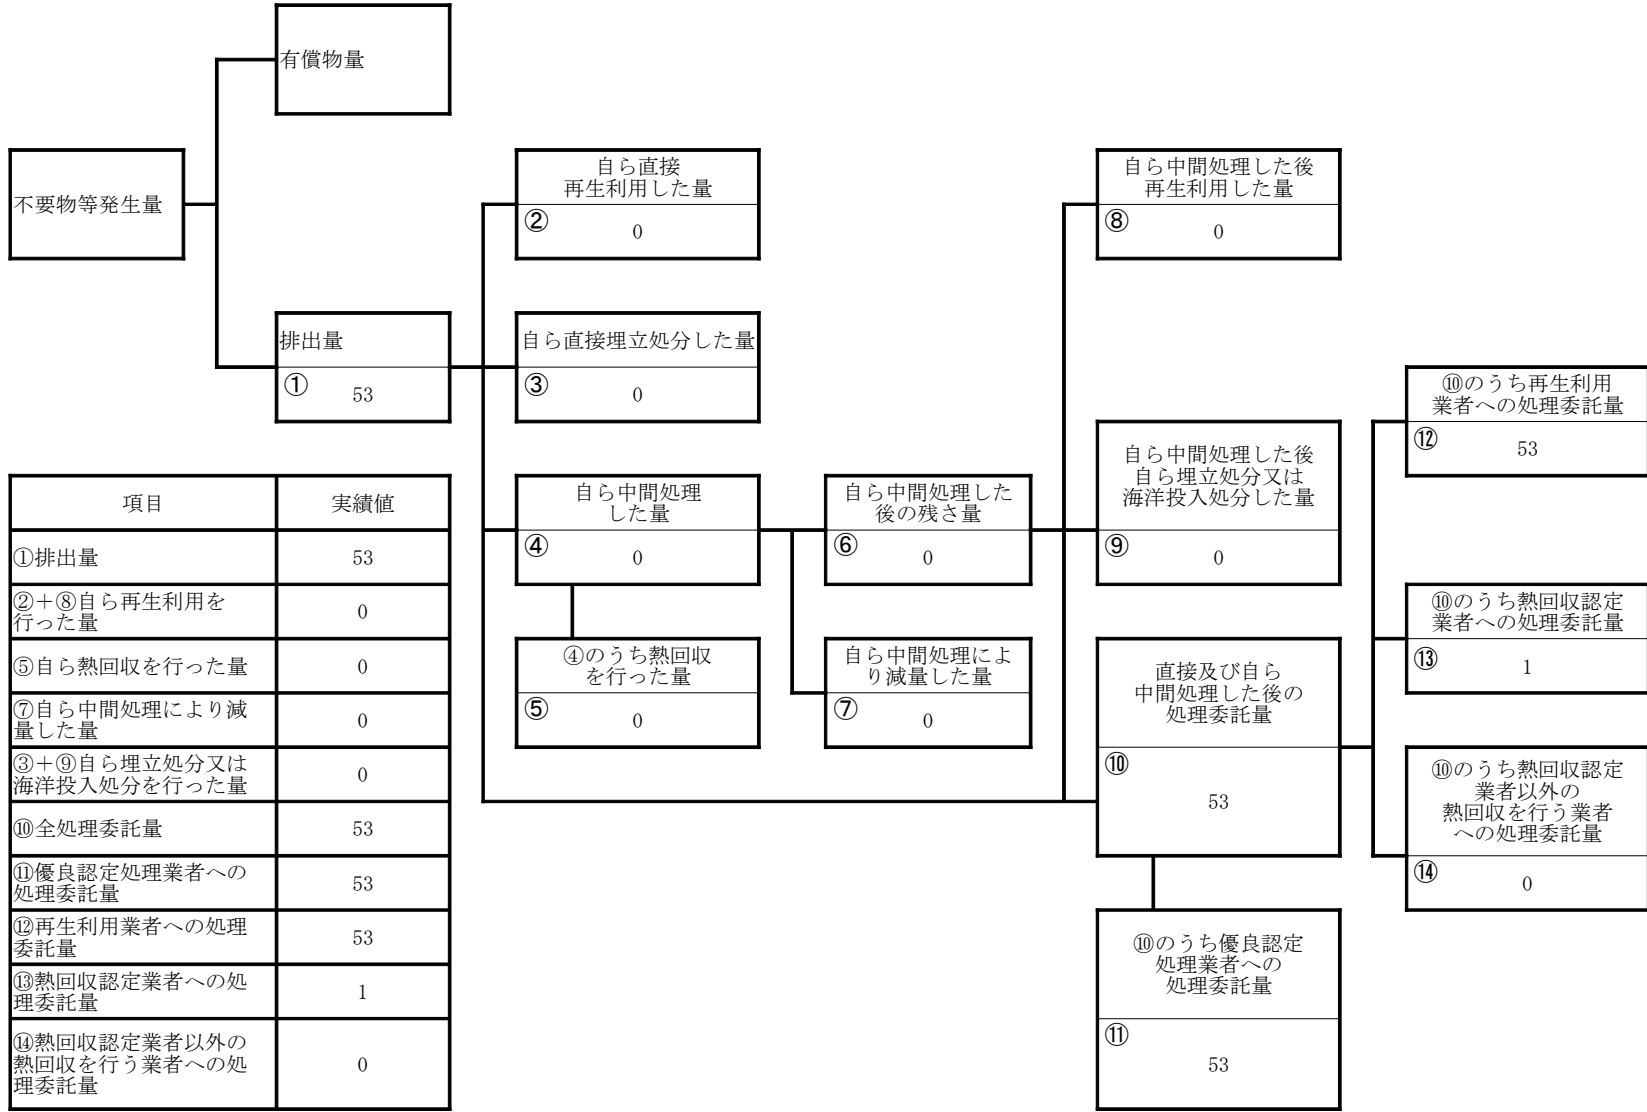 有償物量
不要物等発生量
排出量
① 53
自ら直接
再生利用した量
② 0
自ら直接埋立処分した量
③ 0
自ら中間処理
した量
④ 0
④のうち熱回収
を行った量
⑤ 0
自ら中間処理した
後の残さ量
⑥ 0
自ら中間処理によ
り減量した量
⑦ 0
自ら中間処理した後
再生利用した量
⑧ 0
自ら中間処理した後
自ら埋立処分又は
海洋投入処分した量
⑨ 0
直接及び自ら
中間処理した後の
処理委託量
⑩
53
⑩のうち優良認定
処理業者への
処理委託量
⑪
53
⑩のうち再生利用
業者への処理委託量
⑫ 53
⑩のうち熱回収認定
業者への処理委託量
⑬ 1
⑩のうち熱回収認定
業者以外の
熱回収を行う業者
への処理委託量
⑭ 0
項目 実績値
①排出量 53
②+⑧自ら再生利用を
行った量 0
⑤自ら熱回収を行った量 0
⑦自ら中間処理により減
量した量 0
③+⑨自ら埋立処分又は
海洋投入処分を行った量 0
⑩全処理委託量 53
⑪優良認定処理業者への
処理委託量 53
⑫再生利用業者への処理
委託量 53
⑬熱回収認定業者への処
理委託量 1
⑭熱回収認定業者以外の
熱回収を行う業者への処
理委託量 0